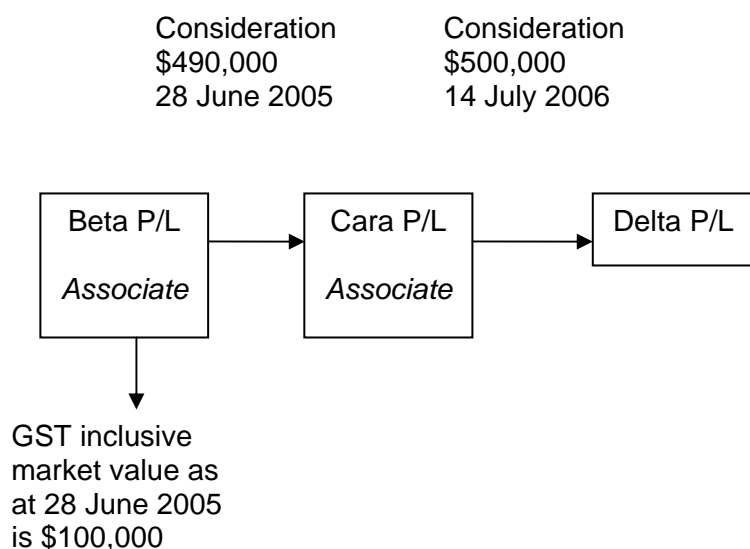 Consideration
$490,000
28 June 2005
Consideration
$500,000
14 July 2006
Beta P/L
Associate
Cara P/L
Associate
Delta P/L
GST inclusive
market value as
at 28 June 2005
is $100,000